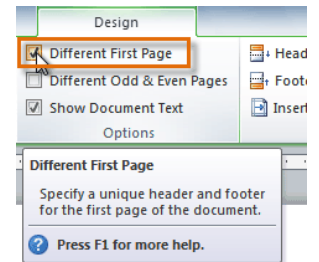 Design
Different First Page
Different Odd & Even Pages
Show Document Text
Options
Different First Page
Specify a unique header and footer
for the first page of the document.
Press F1 for more help.